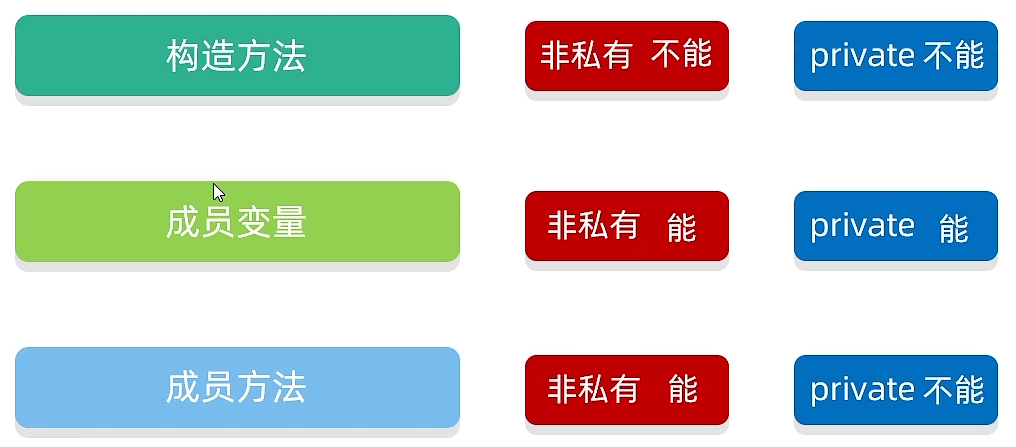 构造方法 非私有 不能 private 不能
成员变量 非私有 能 private 能
成员方法 非私有 能 private 不能